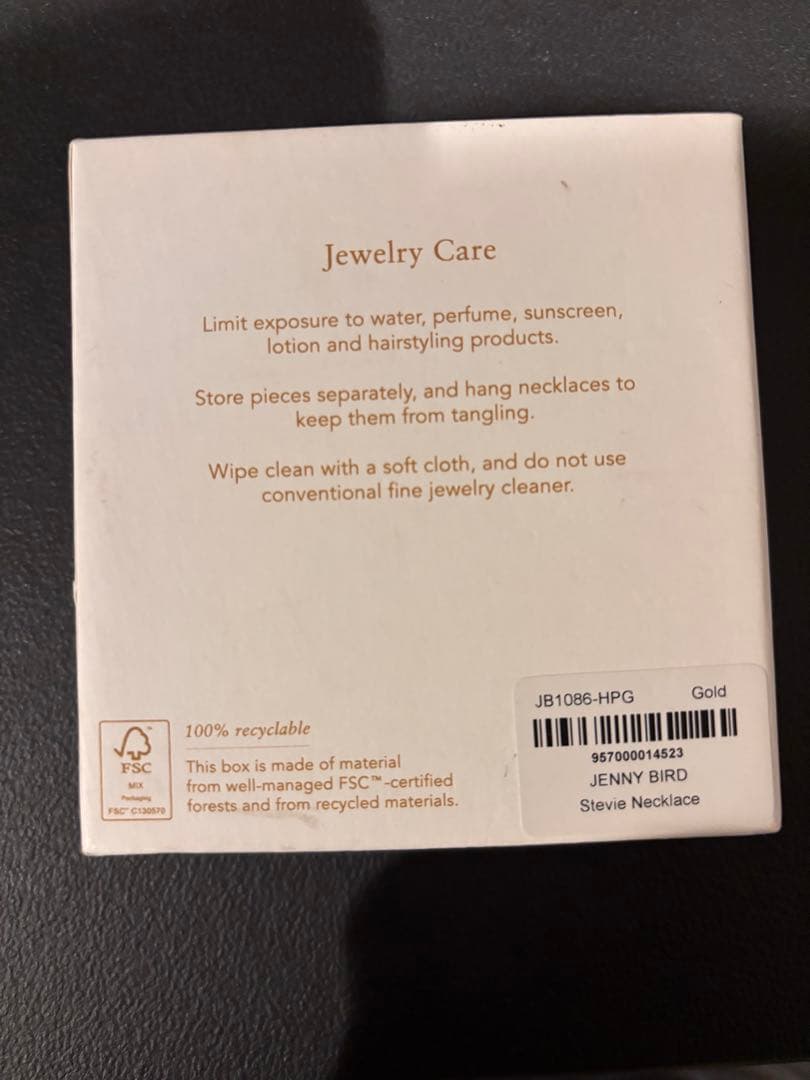 Jewelry Care
Limit exposure to water, perfume, sunscreen,
lotion and hairstyling products.
Store pieces separately, and hang necklaces to
keep them from tangling.
Wipe clean with a soft cloth, and do not use
conventional fine jewelry cleaner.
FSC
MIX
Packaging
FSC™ C130570
100% recyclable
This box is made of material
from well-managed FSC™-certified
forests and from recycled materials.
JB1086-HPG Gold
957000014523
JENNY BIRD
Stevie Necklace